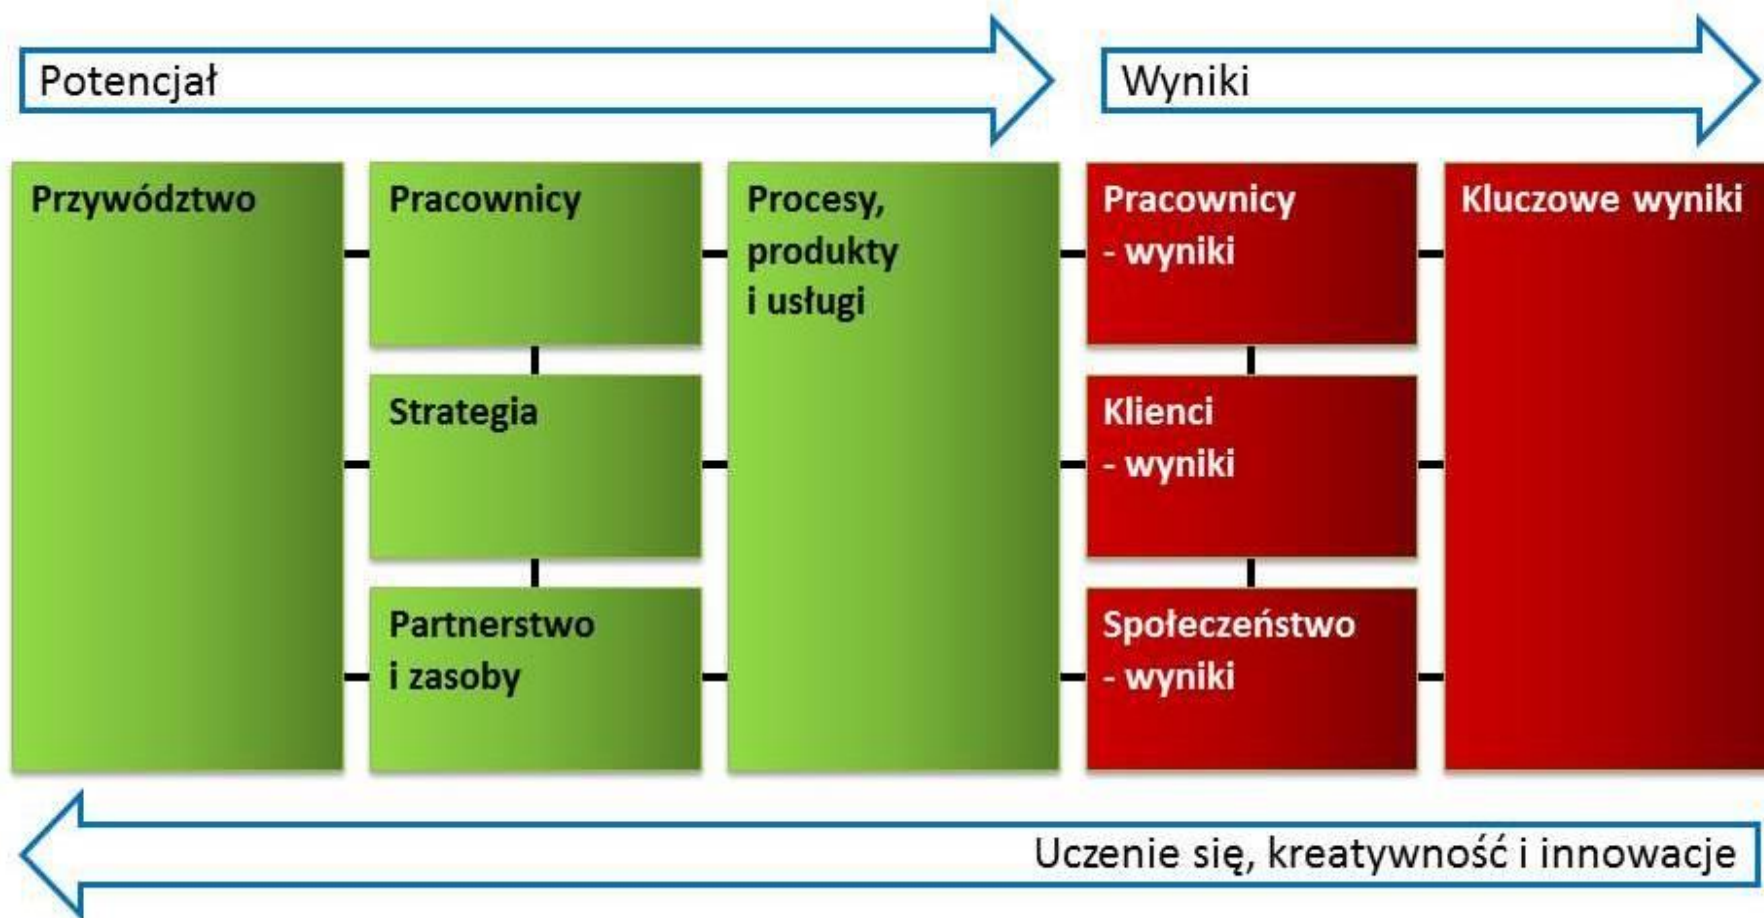 Potencjał
Wyniki
Przywództwo
Pracownicy
Strategia
Partnerstwo
i zasoby
Procesy,
produkty
i usługi
Pracownicy
- wyniki
Klienci
- wyniki
Społeczeństwo
- wyniki
Kluczowe wyniki
Uczenie się, kreatywność i innowacje